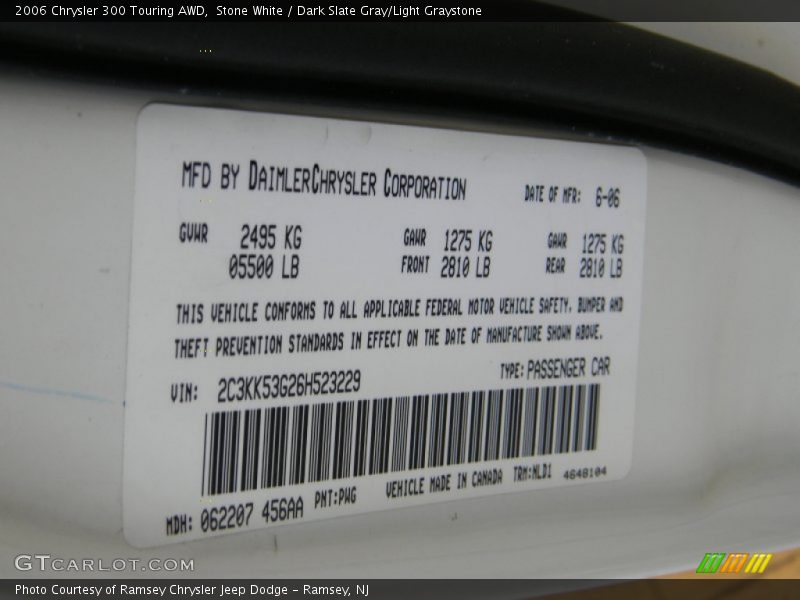 2006 Chrysler 300 Touring AWD, Stone White / Dark Slate Gray/Light Graystone
MFD BY DAIMLERCHRYSLER CORPORATION
DATE OF MFR: 6-06
GVWR 2495 KG
05500 LB
GAWR 1275 KG
FRONT 2810 LB
GAWR 1275 KG
REAR 2810 LB
THIS VEHICLE CONFORMS TO ALL APPLICABLE FEDERAL MOTOR VEHICLE SAFETY, BUMPER AND
THEFT PREVENTION STANDARDS IN EFFECT ON THE DATE OF MANUFACTURE SHOWN ABOVE.
VIN: 2C3KK53G26H523229
TYPE: PASSENGER CAR
MDH: 062207 456AA
PNT:PWG
VEHICLE MADE IN CANADA
TRM:NLD1
4648104
GTCARLOT.COM
Photo Courtesy of Ramsey Chrysler Jeep Dodge – Ramsey, NJ